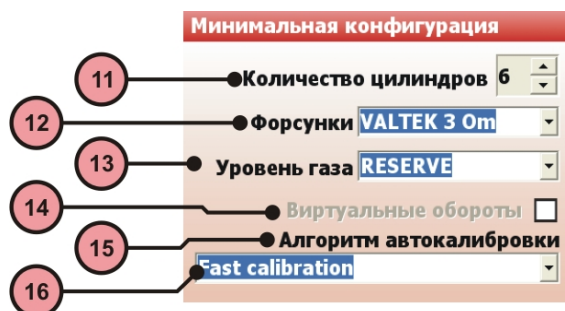 Минимальная конфигурация
11 Количество цилиндров 6
12 Форсунки VALTEK 3 Om
13 Уровень газа RESERVE
14 Виртуальные обороты
15 Алгоритм автокалибровки
16 Fast calibration